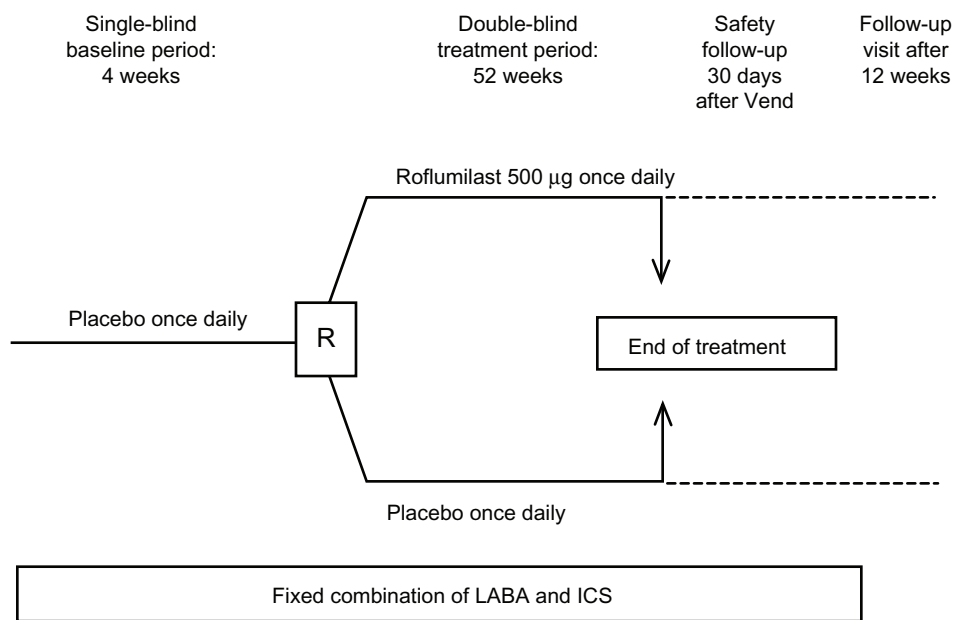 Single-blind
baseline period:
4 weeks
Double-blind
treatment period:
52 weeks
Safety
follow-up
30 days
after Vend
Follow-up
visit after
12 weeks
Roflumilast 500 μg once daily
Placebo once daily
R
End of treatment
Placebo once daily
Fixed combination of LABA and ICS